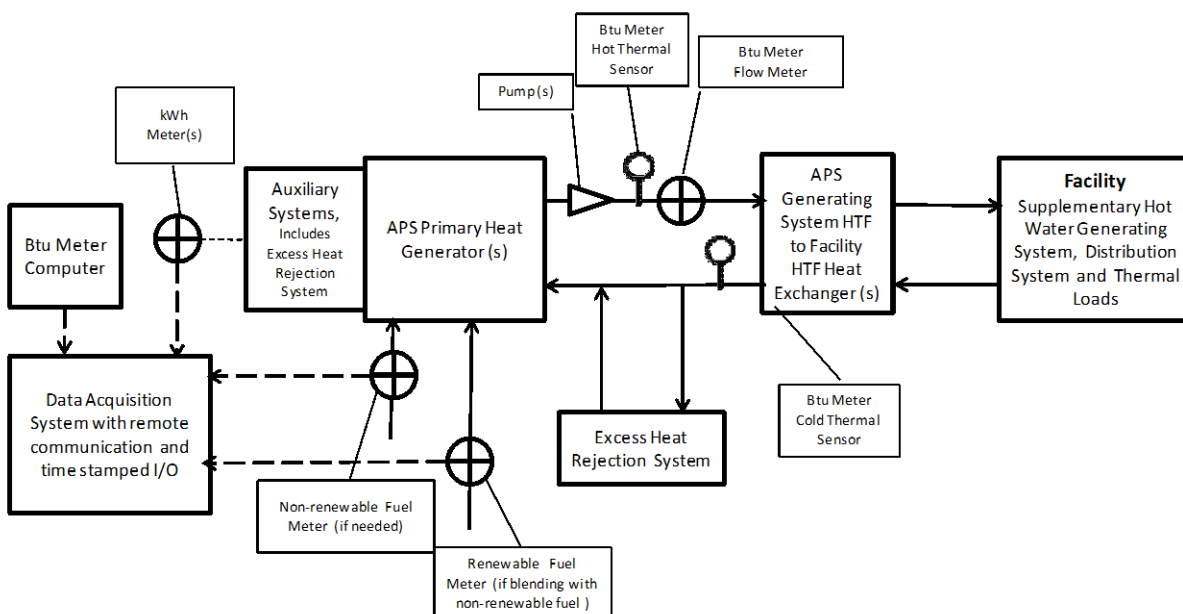 Btu Meter
Hot Thermal
Sensor
Btu Meter
Flow Meter
Pump(s)
kWh
Meter(s)
Auxiliary
Systems,
Includes
Excess Heat
Rejection
System
APS Primary Heat
Generator(s)
APS
Generating
System HTF
to Facility
HTF Heat
Exchanger(s)
Facility
Supplementary Hot
Water Generating
System, Distribution
System and Thermal
Loads
Btu Meter
Computer
Data Acquisition
System with remote
communication and
time stamped I/O
Excess Heat
Rejection System
Btu Meter
Cold Thermal
Sensor
Non-renewable Fuel
Meter (if needed)
Renewable Fuel
Meter (if blending with
non-renewable fuel )